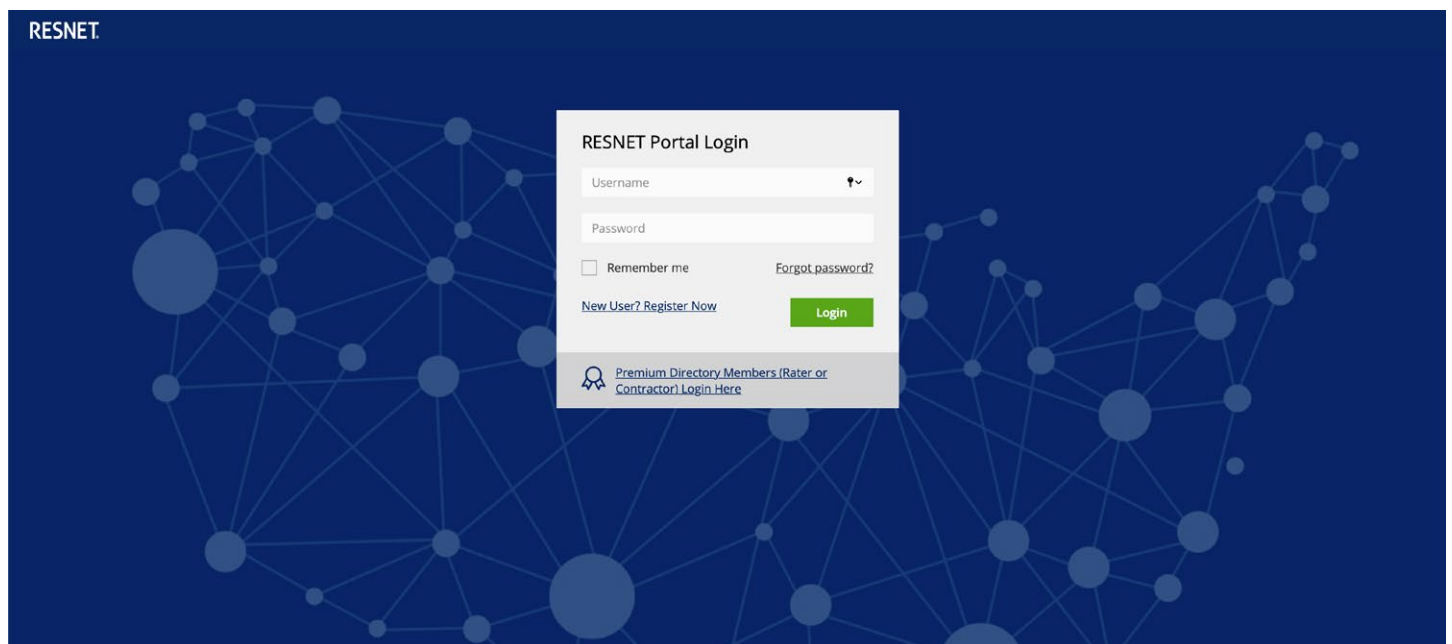 RESNET.
RESNET Portal Login
Username
Password
Remember me
Forgot password?
New User? Register Now
Login
Premium Directory Members (Rater or
Contractor) Login Here